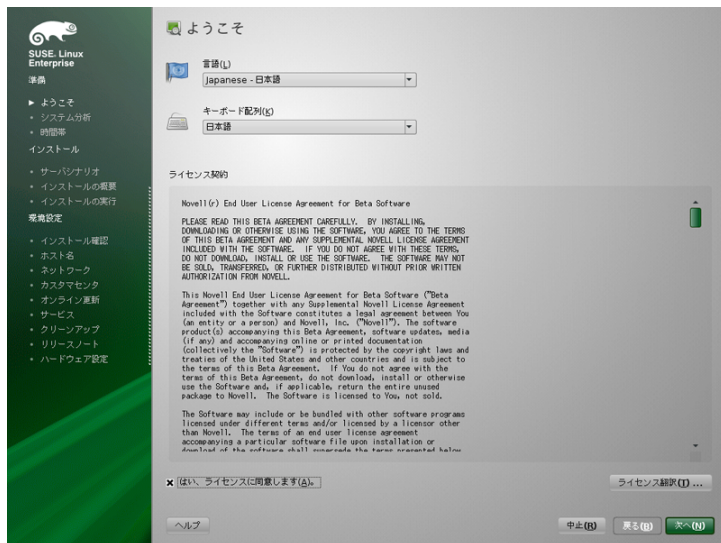 SUSE. Linux
Enterprise
準備
ようこそ
システム分析
時間帯
インストール
サーバシナリオ
インストールの概要
インストールの実行
環境設定
インストール確認
ホスト名
ネットワーク
カスタマセンタ
オンライン更新
サービス
クリーンアップ
リリースノート
ハードウェア設定
ようこそ
言語(L)
Japanese - 日本語
キーボード配列(K)
日本語
ライセンス契約
Novell(r) End User License Agreement for Beta Software
PLEASE READ THIS BETA AGREEMENT CAREFULLY.  BY INSTALLING,
DOWNLOADING OR OTHERWISE USING THE SOFTWARE, YOU AGREE TO THE TERMS
OF THIS BETA AGREEMENT AND ANY SUPPLEMENTAL NOVELL LICENSE AGREEMENT
INCLUDED WITH THE SOFTWARE.  IF YOU DO NOT AGREE WITH THESE TERMS,
DO NOT DOWNLOAD, INSTALL OR USE THE SOFTWARE.  THE SOFTWARE MAY NOT
BE SOLD, TRANSFERRED, OR FURTHER DISTRIBUTED WITHOUT PRIOR WRITTEN
AUTHORIZATION FROM NOVELL.
This Novell End User License Agreement for Beta Software ("Beta
Agreement") together with any Supplemental Novell License Agreement
included with the Software constitutes a legal agreement between You
(an entity or a person) and Novell, Inc. ("Novell"). The software
product(s) accompanying this Beta Agreement, software updates, media
(if any) and accompanying online or printed documentation
(collectively the "Software") is protected by the copyright laws and
treaties of the United States and other countries and is subject to
the terms of this Beta Agreement.  If You do not agree with the
terms of this Beta Agreement, do not download, install or otherwise
use the Software and, if applicable, return the entire unused
package to Novell.  The Software is licensed to You, not sold.
The Software may include or be bundled with other software programs
licensed under different terms and/or licensed by a licensor other
than Novell.  The terms of an end user license agreement
accompanying a particular software file upon installation or
download of the software shall supersede the terms presented below
はい、ライセンスに同意します(A)。
ライセンス翻訳(T) ...
ヘルプ
中止(R)
戻る(B)
次へ(N)